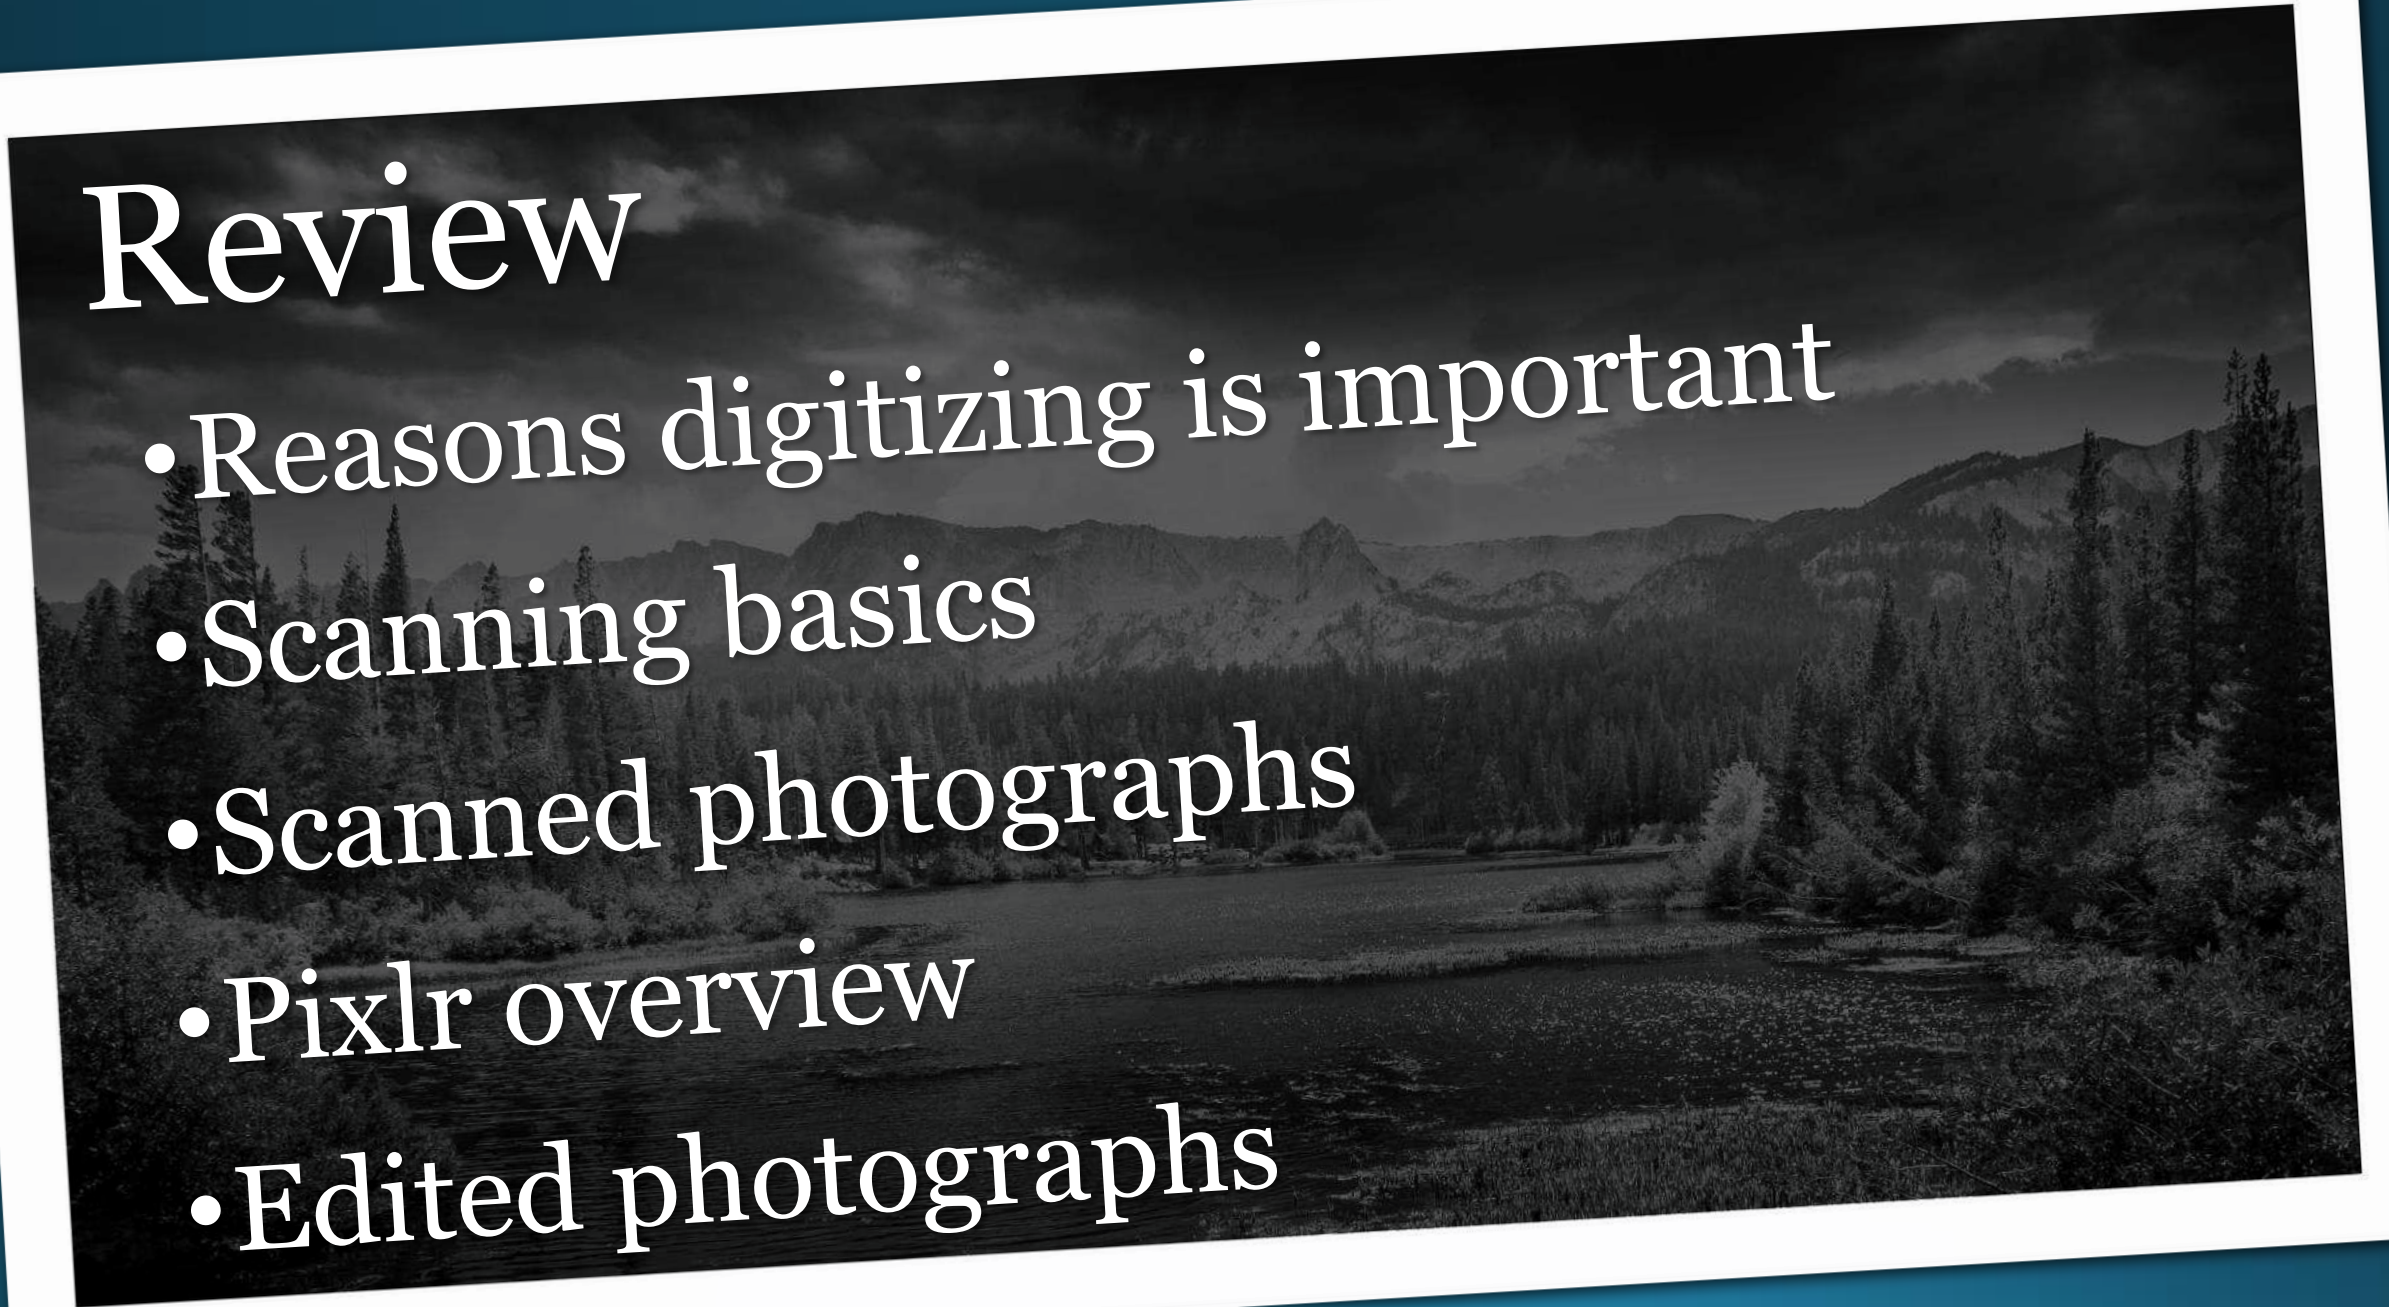 Review
•Reasons digitizing is important
•Scanning basics
•Scanned photographs
•Pixlr overview
•Edited photographs